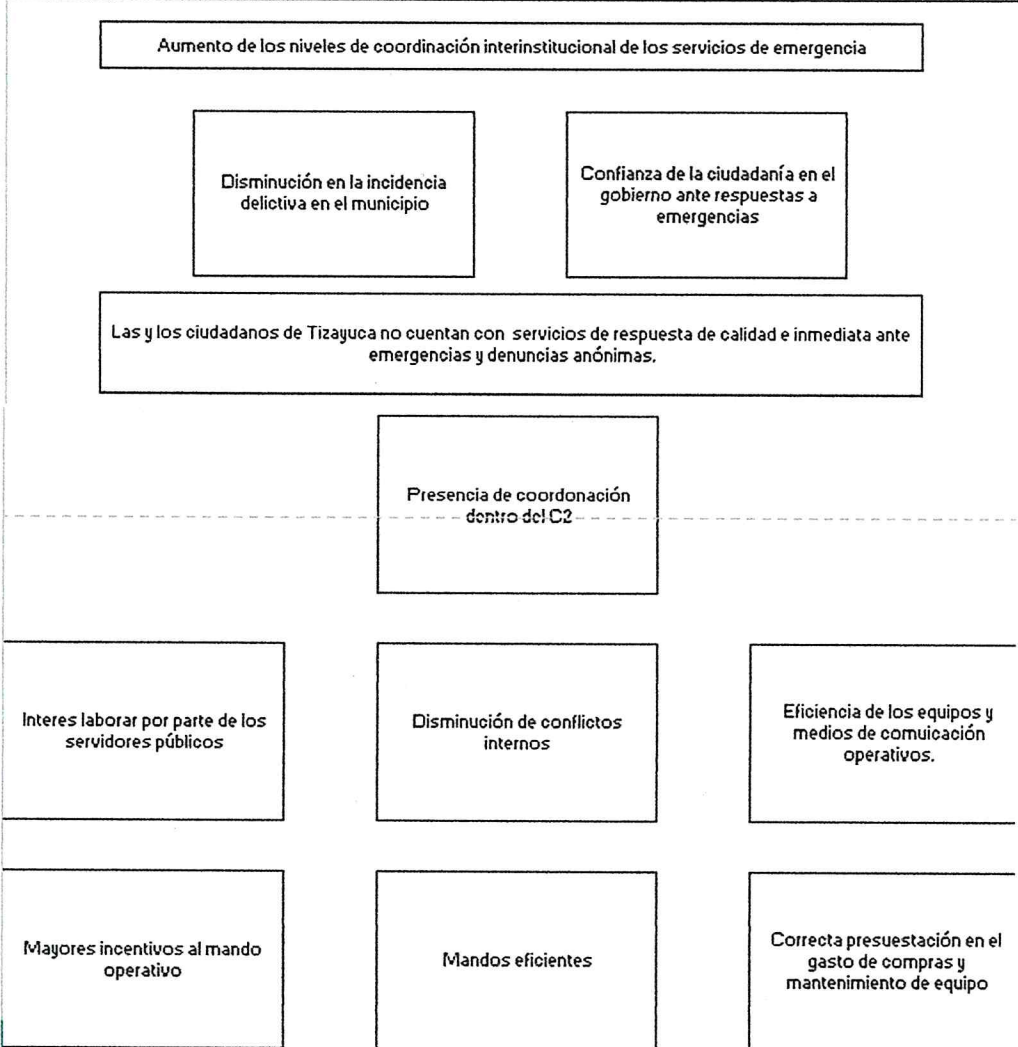 Aumento de los niveles de coordinación interinstitucional de los servicios de emergencia
Disminución en la incidencia
delictiva en el municipio
Confianza de la ciudadanía en el
gobierno ante respuestas a
emergencias
Las y los ciudadanos de Tizayuca no cuentan con servicios de respuesta de calidad e inmediata ante
emergencias y denuncias anónimas.
Presencia de coordonación
dentro del C2
Interes laborar por parte de los
servidores públicos
Disminución de conflictos
internos
Eficiencia de los equipos y
medios de comuicación
operativos.
Mayores incentivos al mando
operativo
Mandos eficientes
Correcta presuestación en el
gasto de compras y
mantenimiento de equipo